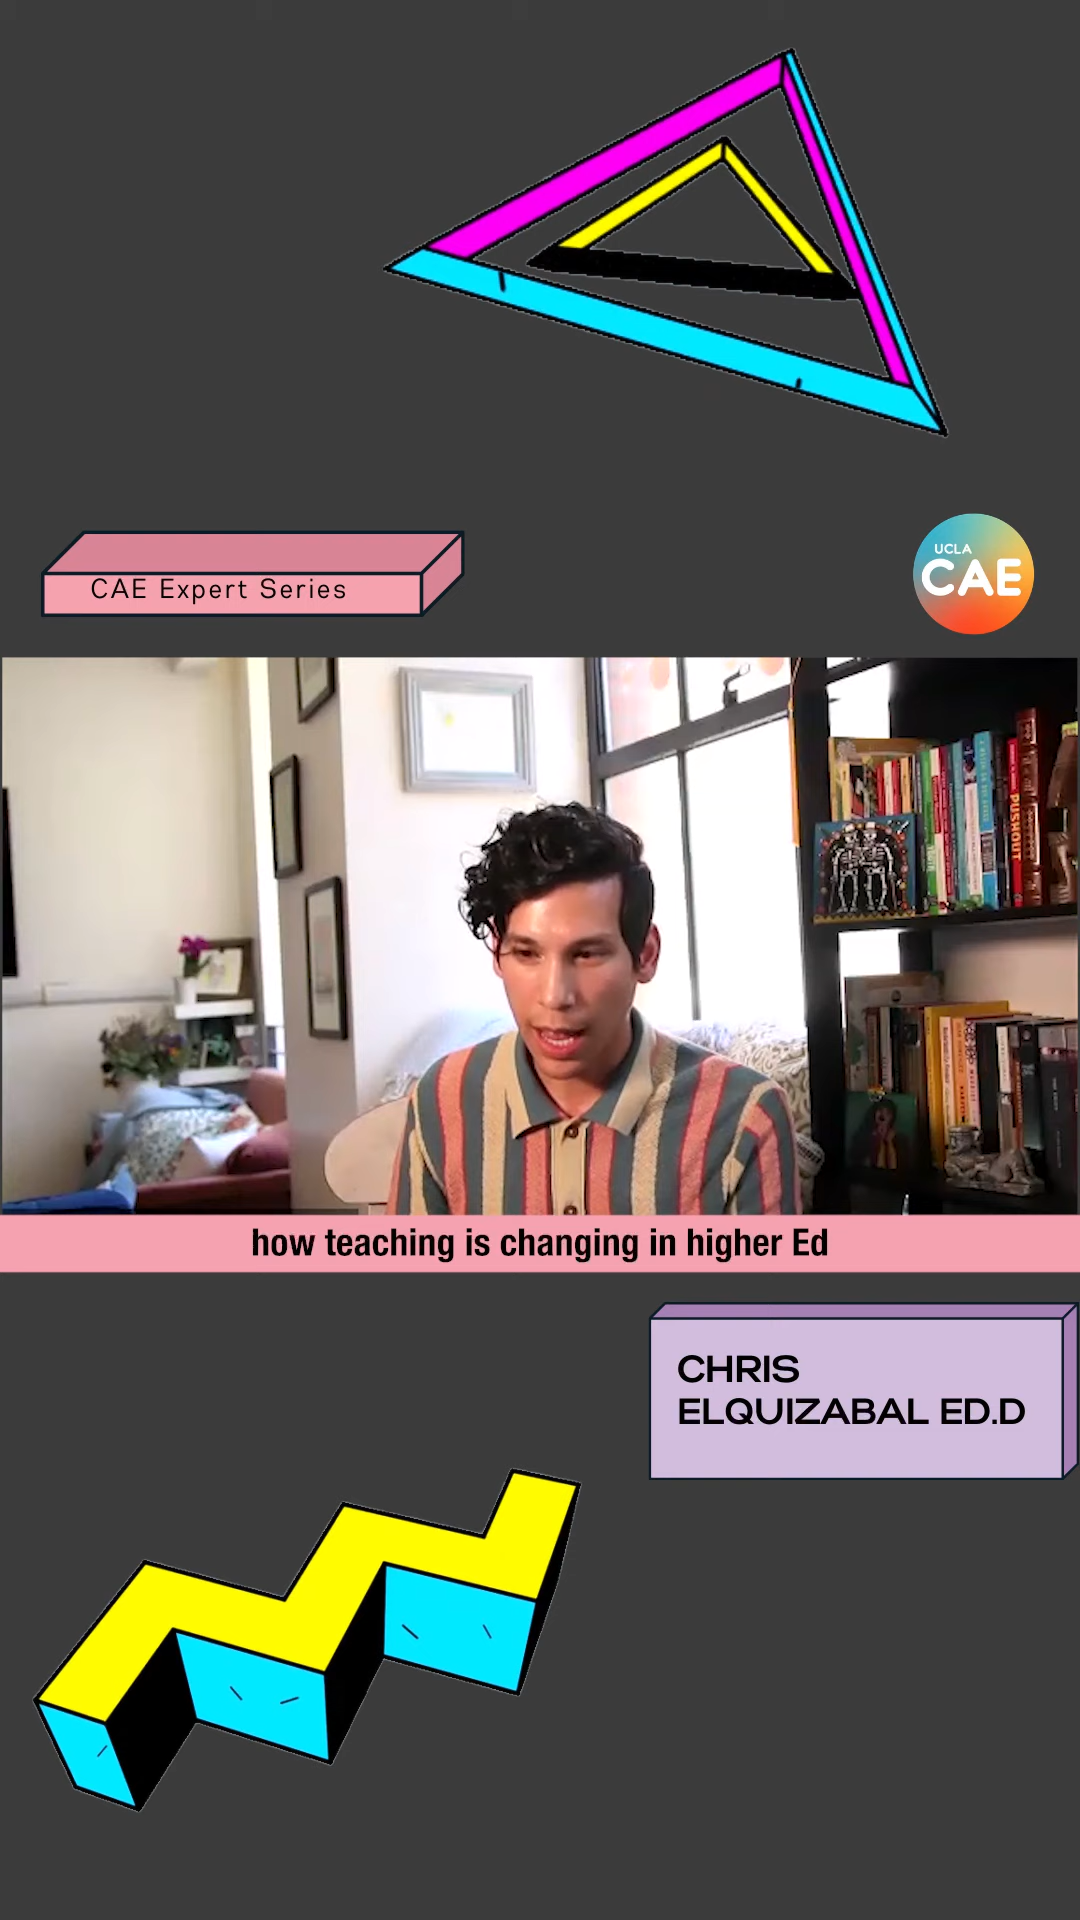 CAE Expert Series
UCLA
CAE
PUSHOUT
how teaching is changing in higher Ed
CHRIS
ELQUIZABAL ED.D